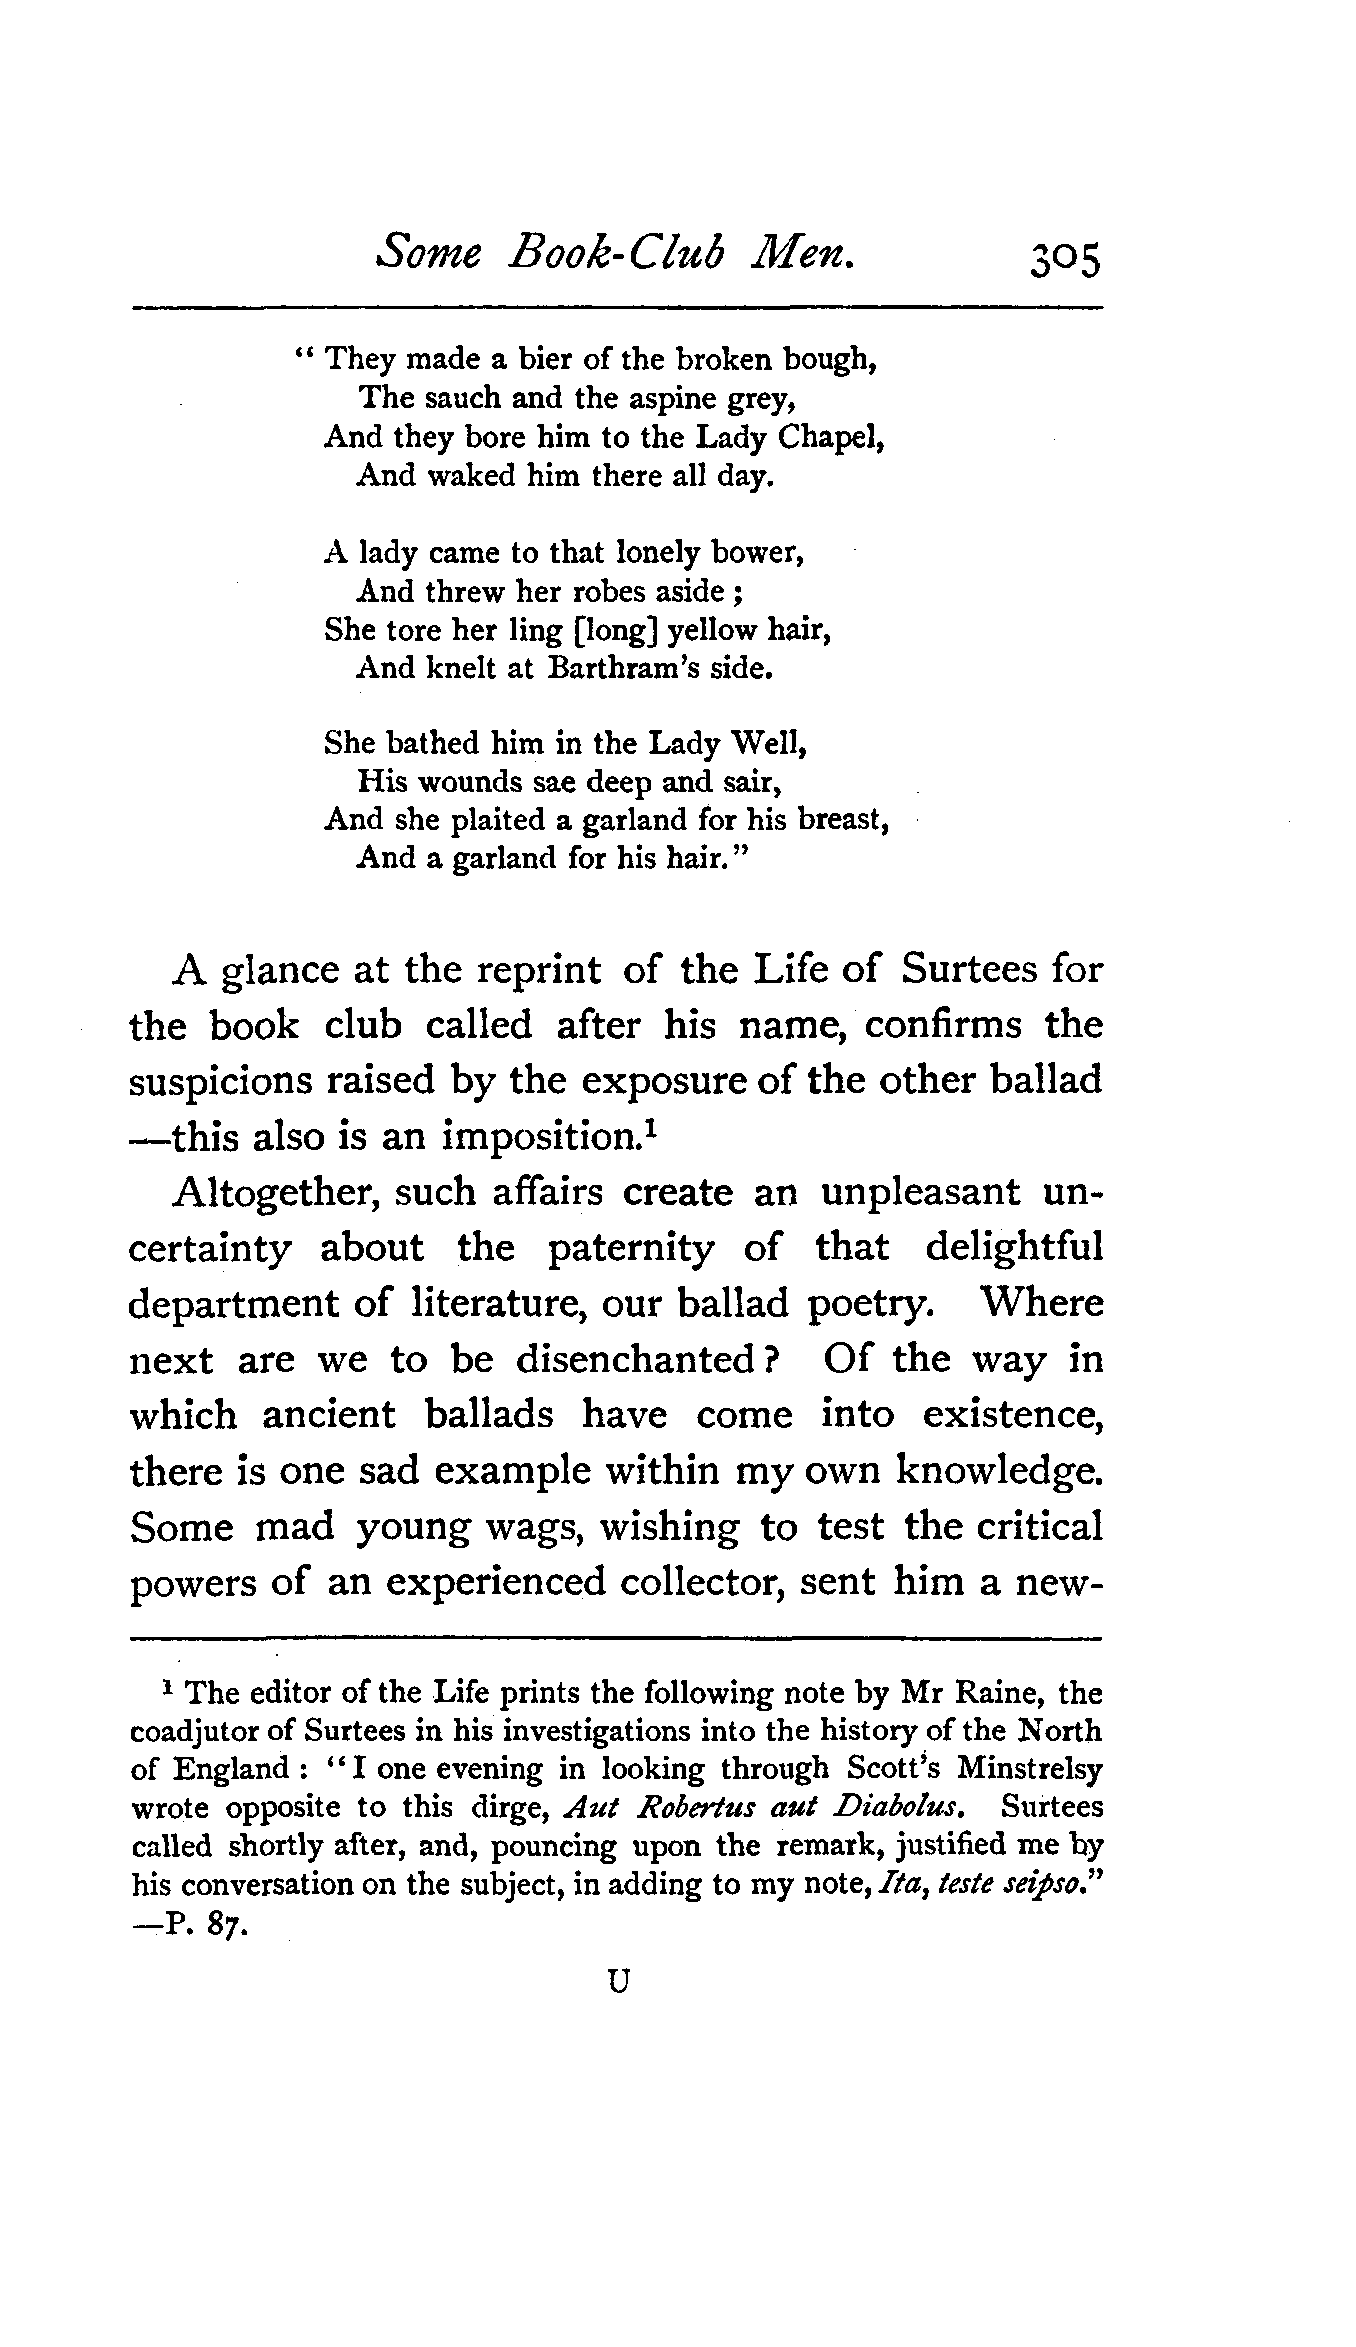 Some Book-Club Men. 305
“ They made a bier of the broken bough,
The sauch and the aspine grey,
And they bore him to the Lady Chapel,
And waked him there all day.
A lady came to that lonely bower,
And threw her robes aside ;
She tore her ling [long] yellow hair,
And knelt at Barthram’s side.
She bathed him in the Lady Well,
His wounds sae deep and sair,
And she plaited a garland for his breast,
And a garland for his hair.”
A glance at the reprint of the Life of Surtees for
the book club called after his name, confirms the
suspicions raised by the exposure of the other ballad
—this also is an imposition.¹
Altogether, such affairs create an unpleasant un-
certainty about the paternity of that delightful
department of literature, our ballad poetry. Where
next are we to be disenchanted ? Of the way in
which ancient ballads have come into existence,
there is one sad example within my own knowledge.
Some mad young wags, wishing to test the critical
powers of an experienced collector, sent him a new-
¹ The editor of the Life prints the following note by Mr Raine, the
coadjutor of Surtees in his investigations into the history of the North
of England : “I one evening in looking through Scott’s Minstrelsy
wrote opposite to this dirge, Aut Robertus aut Diabolus. Surtees
called shortly after, and, pouncing upon the remark, justified me by
his conversation on the subject, in adding to my note, Ita, teste seipso.”
—P. 87.
U